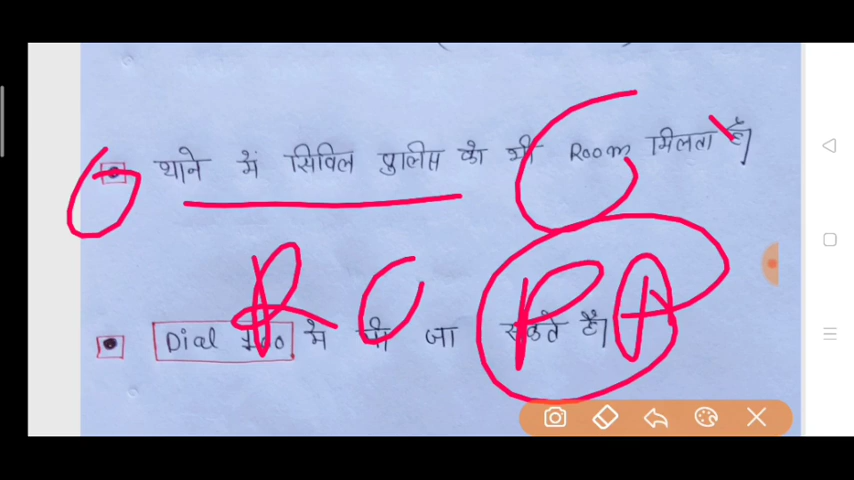 थाने में सिविल पुलिस को भी Room मिलता है।
Dial 100 में भी जा सकते हैं।
R C P A